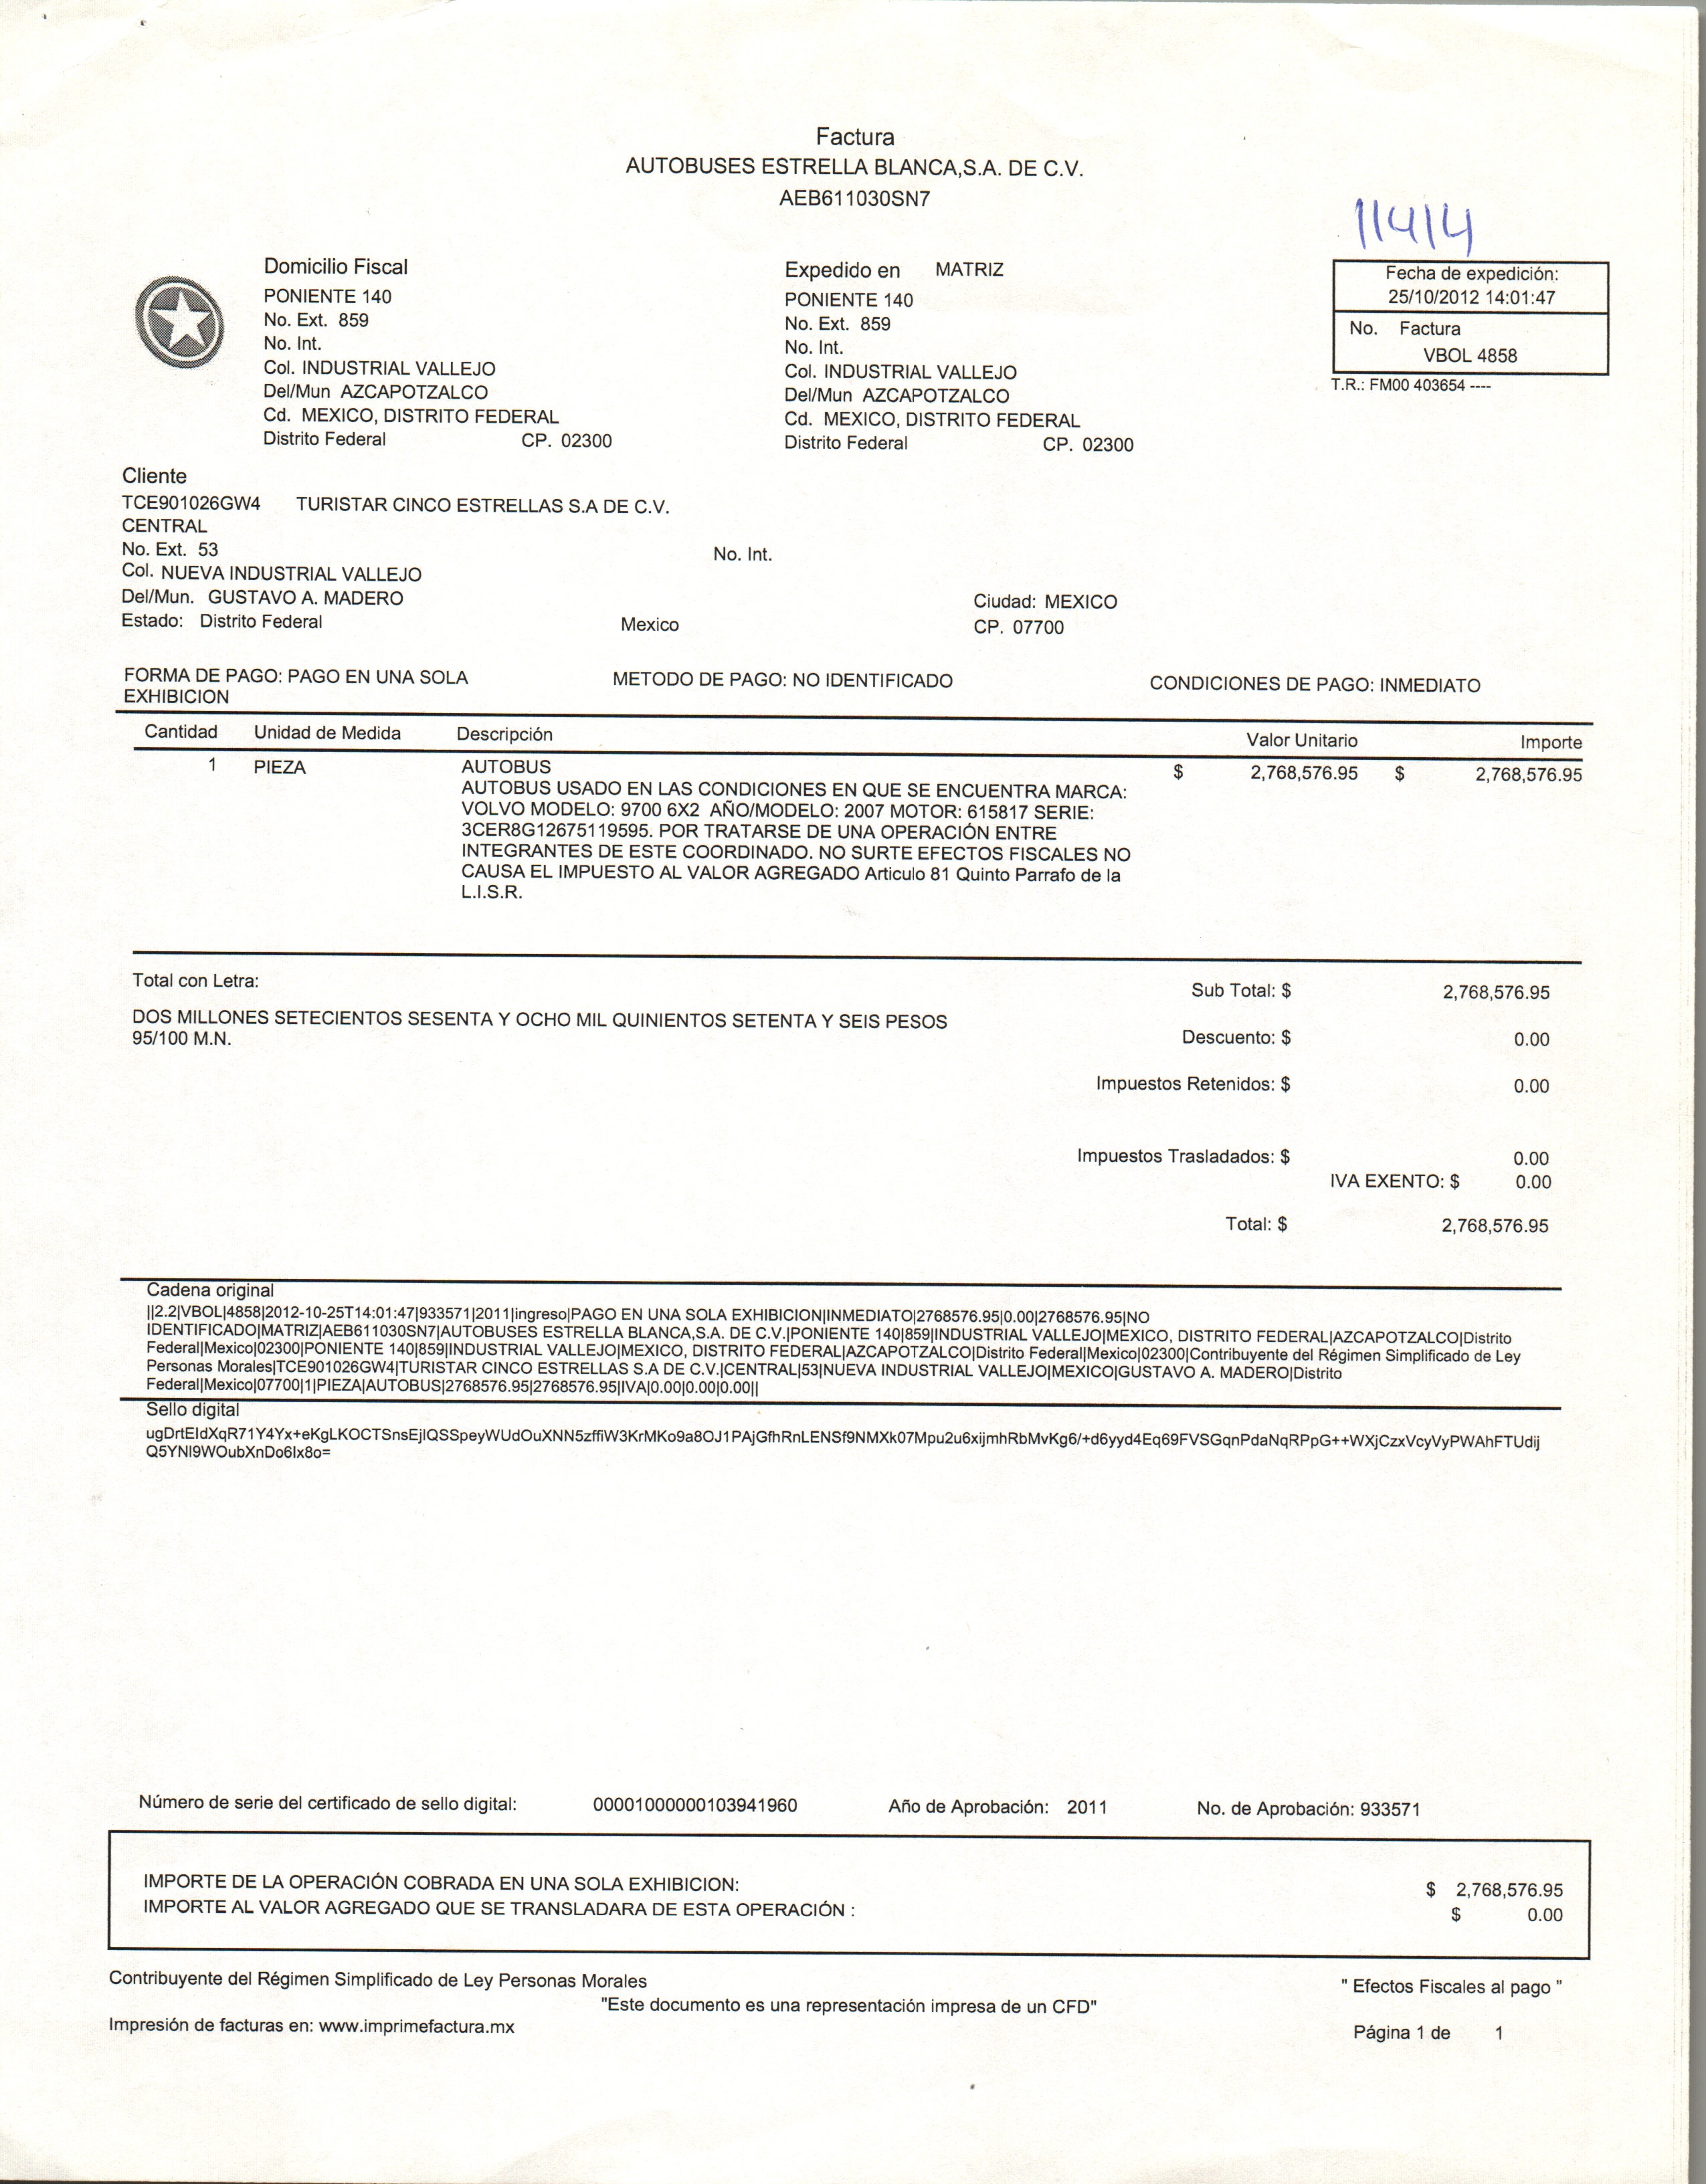 Factura
AUTOBUSES ESTRELLA BLANCA,S.A. DE C.V.
AEB611030SN7
11414
Domicilio Fiscal
PONIENTE 140
No. Ext. 859
No. Int.
Col. INDUSTRIAL VALLEJO
Del/Mun AZCAPOTZALCO
Cd. MEXICO, DISTRITO FEDERAL
Distrito Federal CP. 02300
Expedido en MATRIZ
PONIENTE 140
No. Ext. 859
No. Int.
Col. INDUSTRIAL VALLEJO
Del/Mun AZCAPOTZALCO
Cd. MEXICO, DISTRITO FEDERAL
Distrito Federal CP. 02300
Fecha de expedición:
25/10/2012 14:01:47
No. Factura
VBOL 4858
T.R.: FM00 403654 ----
Cliente
TCE901026GW4 TURISTAR CINCO ESTRELLAS S.A DE C.V.
CENTRAL
No. Ext. 53 No. Int.
Col. NUEVA INDUSTRIAL VALLEJO
Del/Mun. GUSTAVO A. MADERO Ciudad: MEXICO
Estado: Distrito Federal Mexico CP. 07700
FORMA DE PAGO: PAGO EN UNA SOLA METODO DE PAGO: NO IDENTIFICADO CONDICIONES DE PAGO: INMEDIATO
EXHIBICION
Cantidad Unidad de Medida Descripción Valor Unitario Importe
1 PIEZA AUTOBUS $ 2,768,576.95 $ 2,768,576.95
AUTOBUS USADO EN LAS CONDICIONES EN QUE SE ENCUENTRA MARCA:
VOLVO MODELO: 9700 6X2 AÑO/MODELO: 2007 MOTOR: 615817 SERIE:
3CER8G12675119595. POR TRATARSE DE UNA OPERACIÓN ENTRE
INTEGRANTES DE ESTE COORDINADO. NO SURTE EFECTOS FISCALES NO
CAUSA EL IMPUESTO AL VALOR AGREGADO Articulo 81 Quinto Parrafo de la
L.I.S.R.
Total con Letra:
DOS MILLONES SETECIENTOS SESENTA Y OCHO MIL QUINIENTOS SETENTA Y SEIS PESOS
95/100 M.N.
Sub Total: $ 2,768,576.95
Descuento: $ 0.00
Impuestos Retenidos: $ 0.00
Impuestos Trasladados: $ 0.00
IVA EXENTO: $ 0.00
Total: $ 2,768,576.95
Cadena original
||2.2|VBOL|4858|2012-10-25T14:01:47|933571|2011|ingreso|PAGO EN UNA SOLA EXHIBICION|INMEDIATO|2768576.95|0.00|2768576.95|NO
IDENTIFICADO|MATRIZ|AEB611030SN7|AUTOBUSES ESTRELLA BLANCA,S.A. DE C.V.|PONIENTE 140|859|INDUSTRIAL VALLEJO|MEXICO, DISTRITO FEDERAL|AZCAPOTZALCO|Distrito
Federal|Mexico|02300|PONIENTE 140|859|INDUSTRIAL VALLEJO|MEXICO, DISTRITO FEDERAL|AZCAPOTZALCO|Distrito Federal|Mexico|02300|Contribuyente del Régimen Simplificado de Ley
Personas Morales|TCE901026GW4|TURISTAR CINCO ESTRELLAS S.A DE C.V.|CENTRAL|53|NUEVA INDUSTRIAL VALLEJO|MEXICO|GUSTAVO A. MADERO|Distrito
Federal|Mexico|07700|1|PIEZA|AUTOBUS|2768576.95|2768576.95|IVA|0.00|0.00|0.00||
Sello digital
ugDrtEIdXqR71Y4Yx+eKgLKOCTSnsEjIQSSpeyWUdOuXNN5zffiW3KrMKo9a8OJ1PAjGfhRnLENSf9NMXk07Mpu2u6xijmhRbMvKg6/+d6yyd4Eq69FVSGqnPdaNqRPpG++WXjCzxVcyVyPWAhFTUdij
Q5YNI9WOubXnDo6Ix8o=
Número de serie del certificado de sello digital: 00001000000103941960 Año de Aprobación: 2011 No. de Aprobación: 933571
IMPORTE DE LA OPERACIÓN COBRADA EN UNA SOLA EXHIBICION: $ 2,768,576.95
IMPORTE AL VALOR AGREGADO QUE SE TRANSLADARA DE ESTA OPERACIÓN : $ 0.00
Contribuyente del Régimen Simplificado de Ley Personas Morales " Efectos Fiscales al pago "
"Este documento es una representación impresa de un CFD"
Impresión de facturas en: www.imprimefactura.mx Página 1 de 1